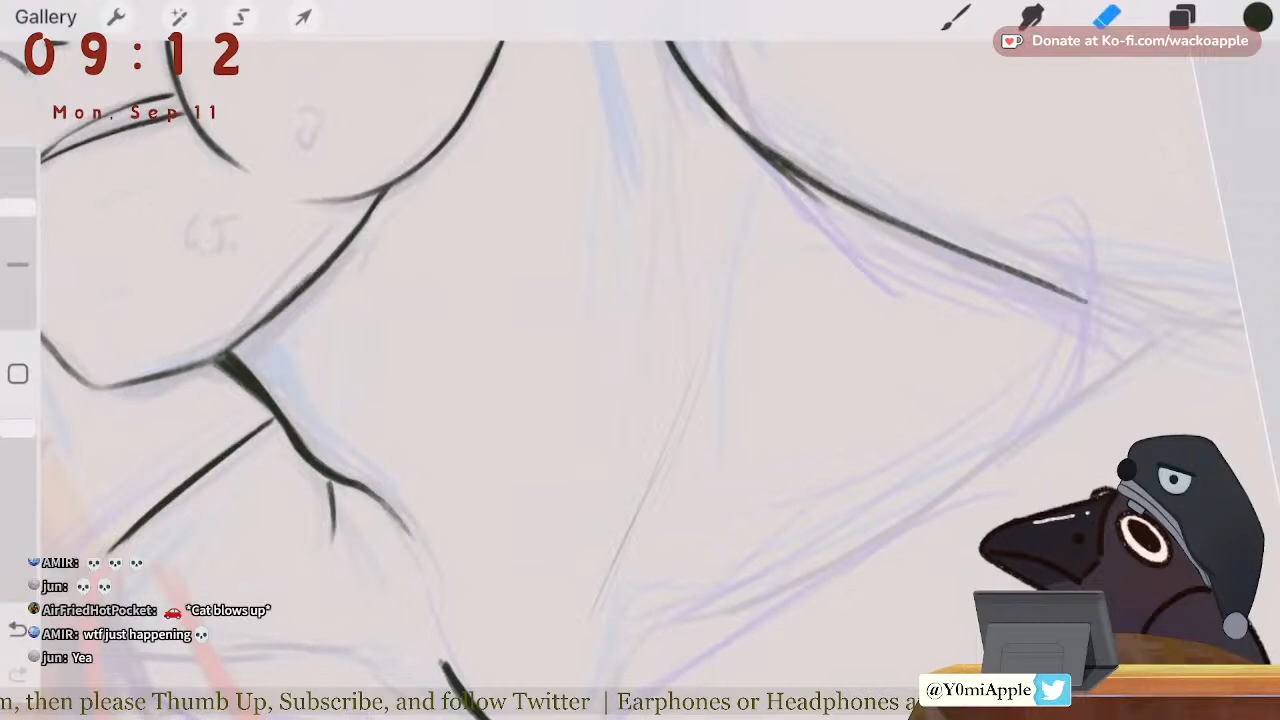 Gallery
09:12
Mon, Sep 11
Donate at Ko-fi.com/wackoapple
AMIR: 💀 💀 💀
jun: 💀 💀
AirFriedHotPocket: 🚗 *Cat blows up*
AMIR: wtf just happening 💀
jun: Yea
@Y0miApple
m, then please Thumb Up, Subscribe, and follow Twitter | Earphones or Headphones a